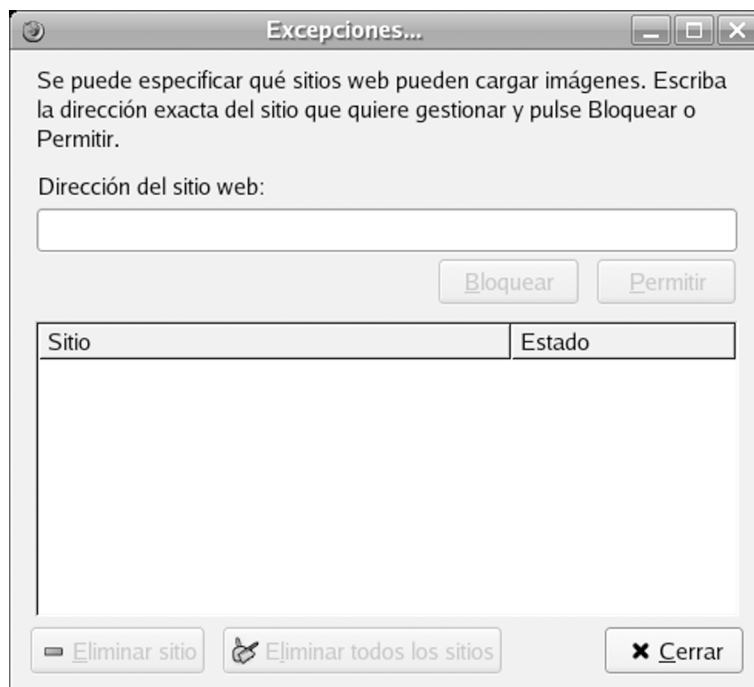 Excepciones...
Se puede especificar qué sitios web pueden cargar imágenes. Escriba
la dirección exacta del sitio que quiere gestionar y pulse Bloquear o
Permitir.
Dirección del sitio web:
Bloquear Permitir
Sitio Estado
Eliminar sitio Eliminar todos los sitios Cerrar